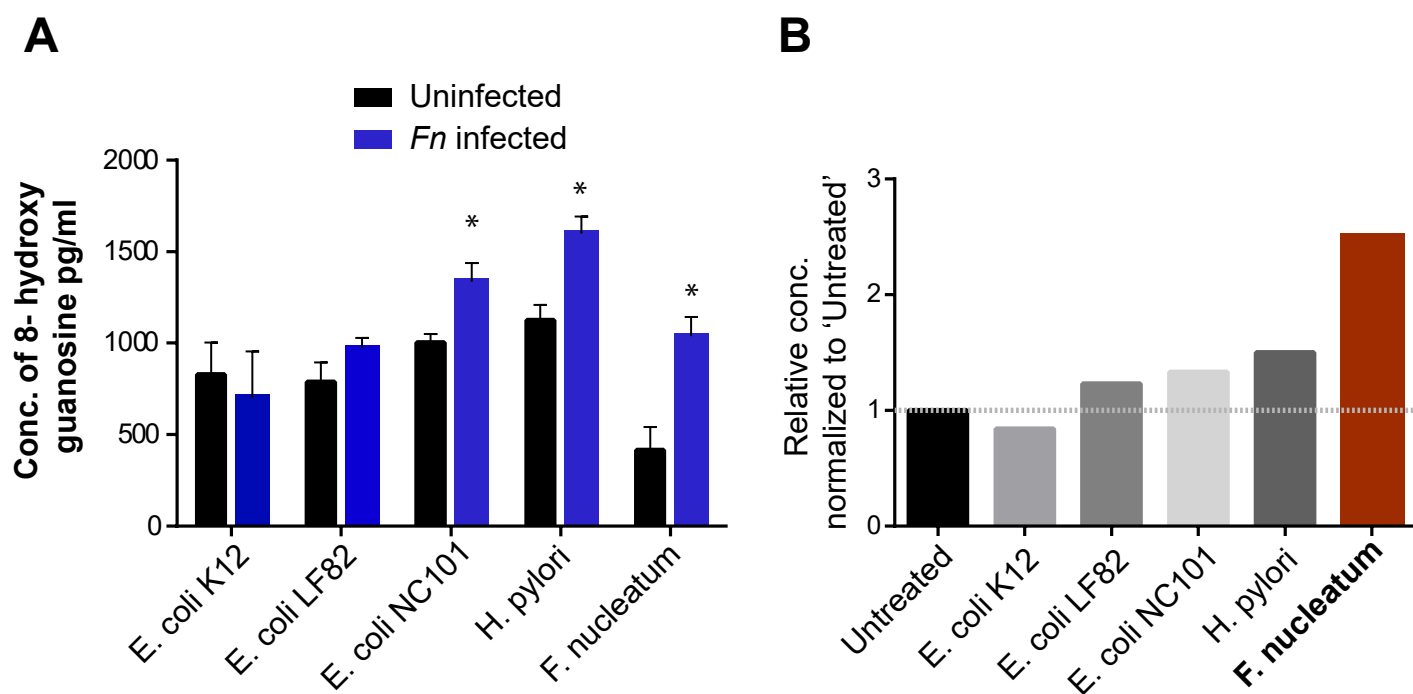 A
Uninfected
Fn infected
Conc. of 8- hydroxy
guanosine pg/ml
2000
1500
1000
500
0
*
*
*
E. coli K12
E. coli LF82
E. coli NC101
H. pylori
F. nucleatum
B
Relative conc.
normalized to ‘Untreated’
3
2
1
0
Untreated
E. coli K12
E. coli LF82
E. coli NC101
H. pylori
F. nucleatum